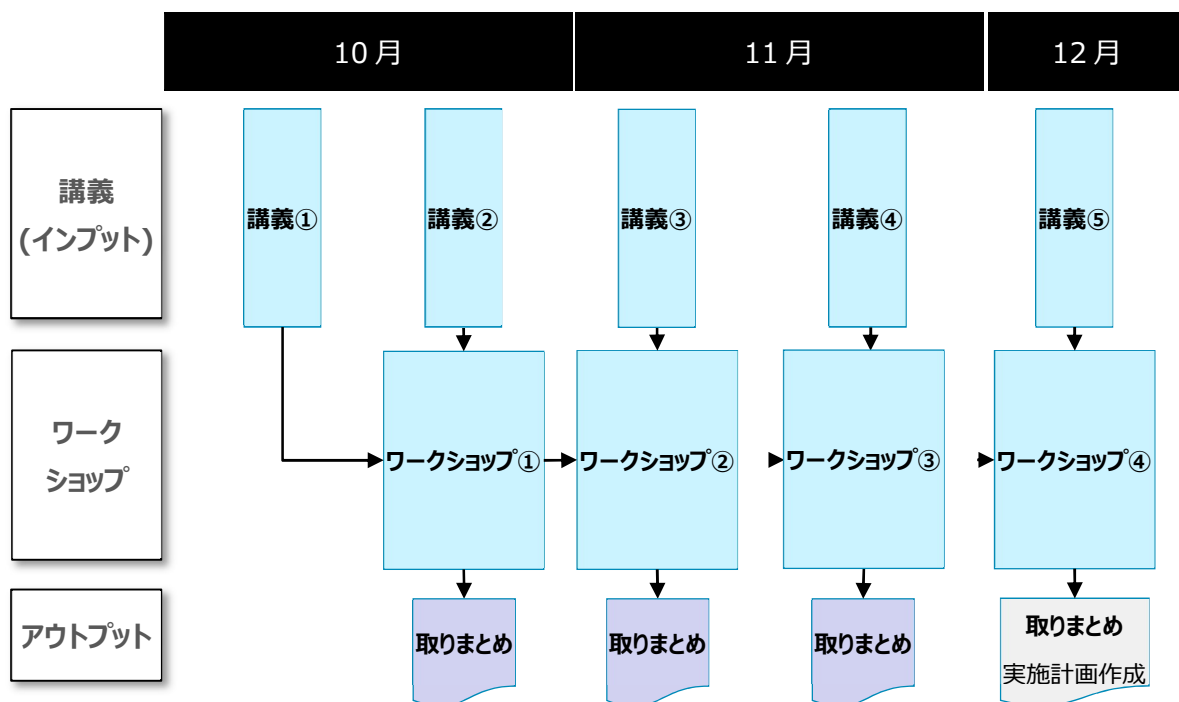 10月
11月
12月
講義
(インプット)
講義①
講義②
講義③
講義④
講義⑤
ワーク
ショップ
ワークショップ①
ワークショップ②
ワークショップ③
ワークショップ④
アウトプット
取りまとめ
取りまとめ
取りまとめ
取りまとめ
実施計画作成